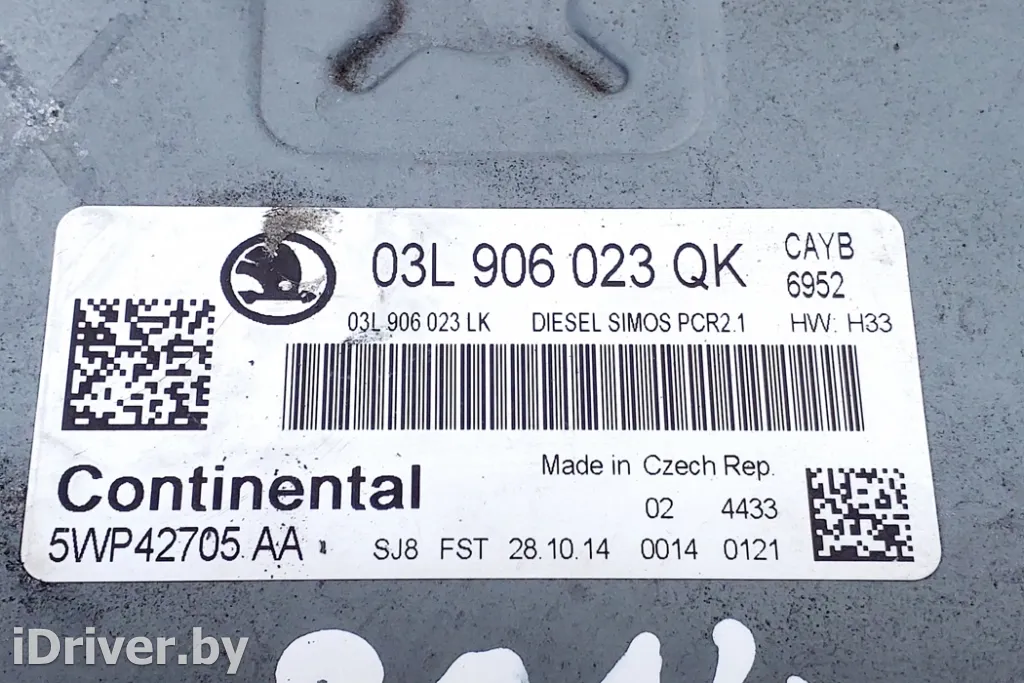 03L 906 023 QK
CAYB
6952
03L 906 023 LK DIESEL SIMOS PCR2.1 HW: H33
Made in Czech Rep.
Continental
02 4433
5WP42705 AA SJ8 FST 28.10.14 0014 0121
iDriver.by